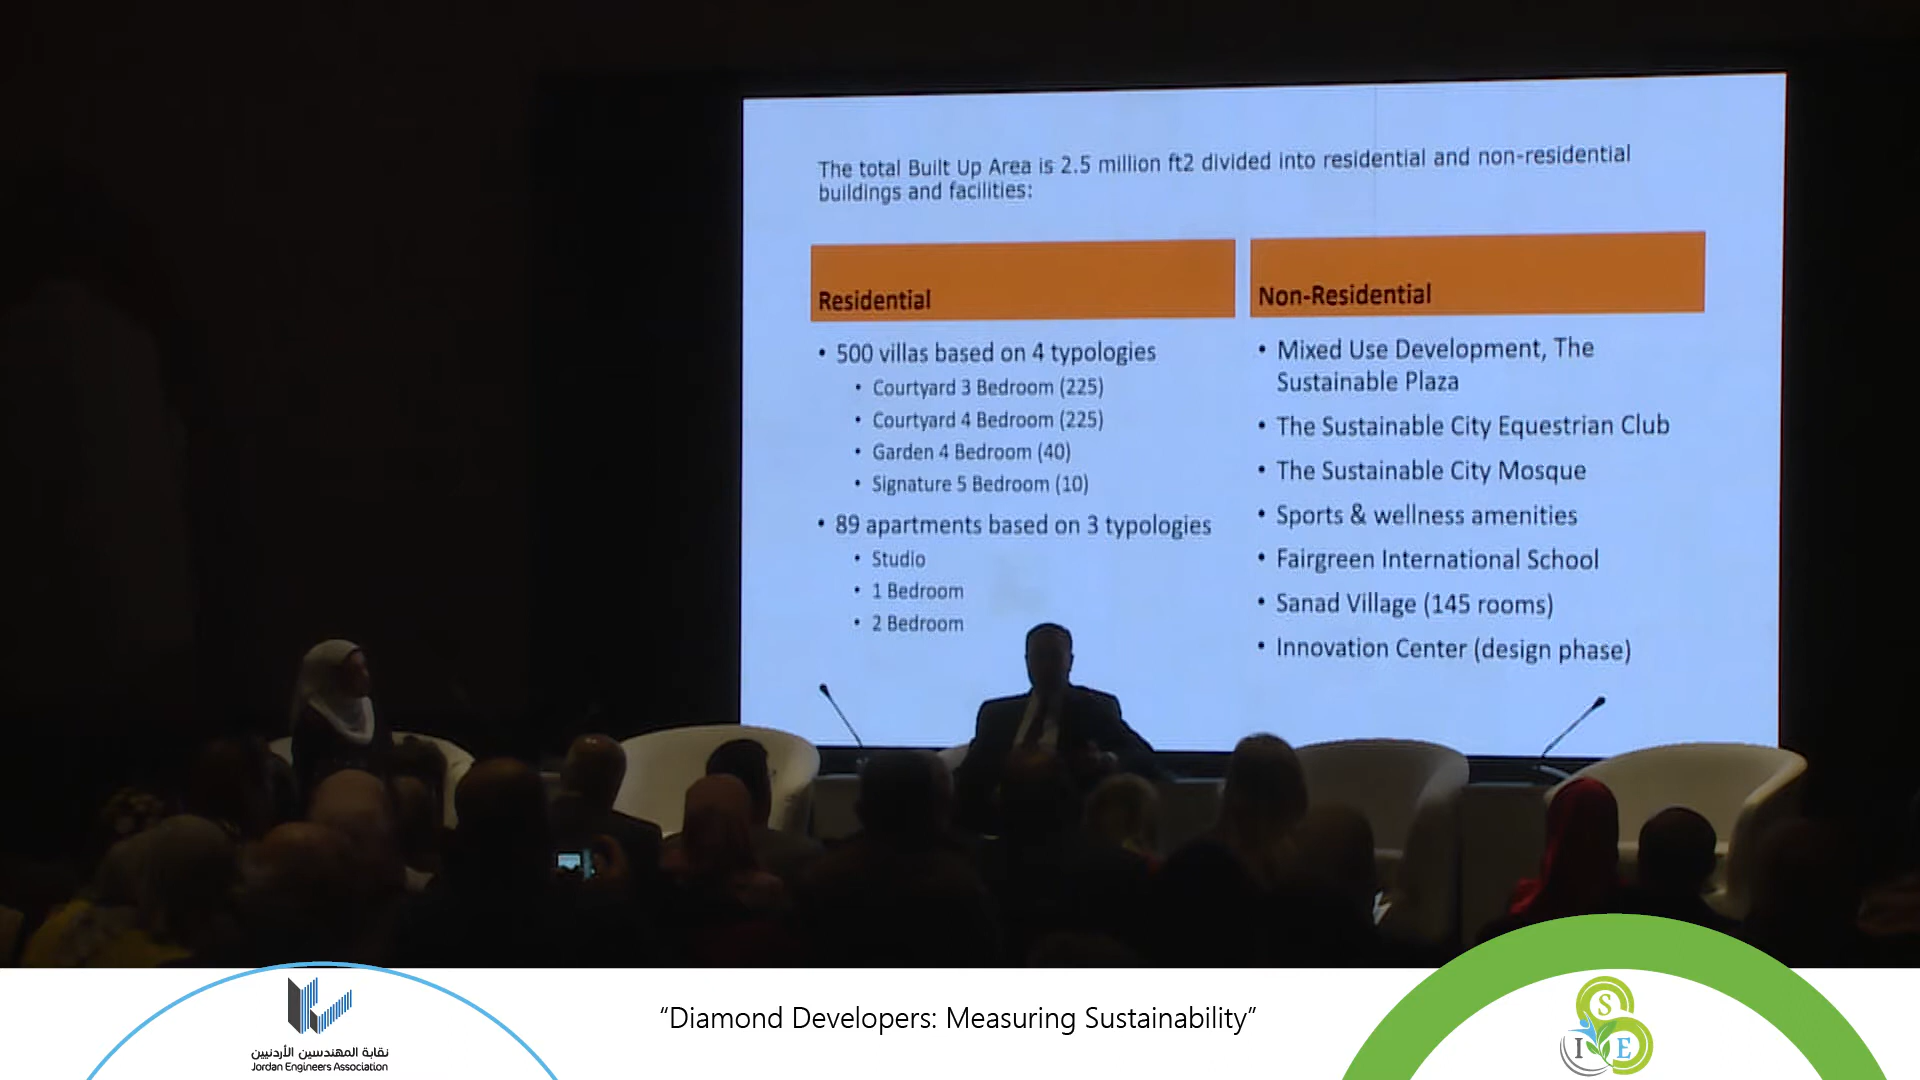 The total Built Up Area is 2.5 million ft2 divided into residential and non-residential
buildings and facilities:
Residential
• 500 villas based on 4 typologies
• Courtyard 3 Bedroom (225)
• Courtyard 4 Bedroom (225)
• Garden 4 Bedroom (40)
• Signature 5 Bedroom (10)
• 89 apartments based on 3 typologies
• Studio
• 1 Bedroom
• 2 Bedroom
Non-Residential
• Mixed Use Development, The
Sustainable Plaza
• The Sustainable City Equestrian Club
• The Sustainable City Mosque
• Sports & wellness amenities
• Fairgreen International School
• Sanad Village (145 rooms)
• Innovation Center (design phase)
نقابة المهندسين الأردنيين
Jordan Engineers Association
“Diamond Developers: Measuring Sustainability”
S
I E